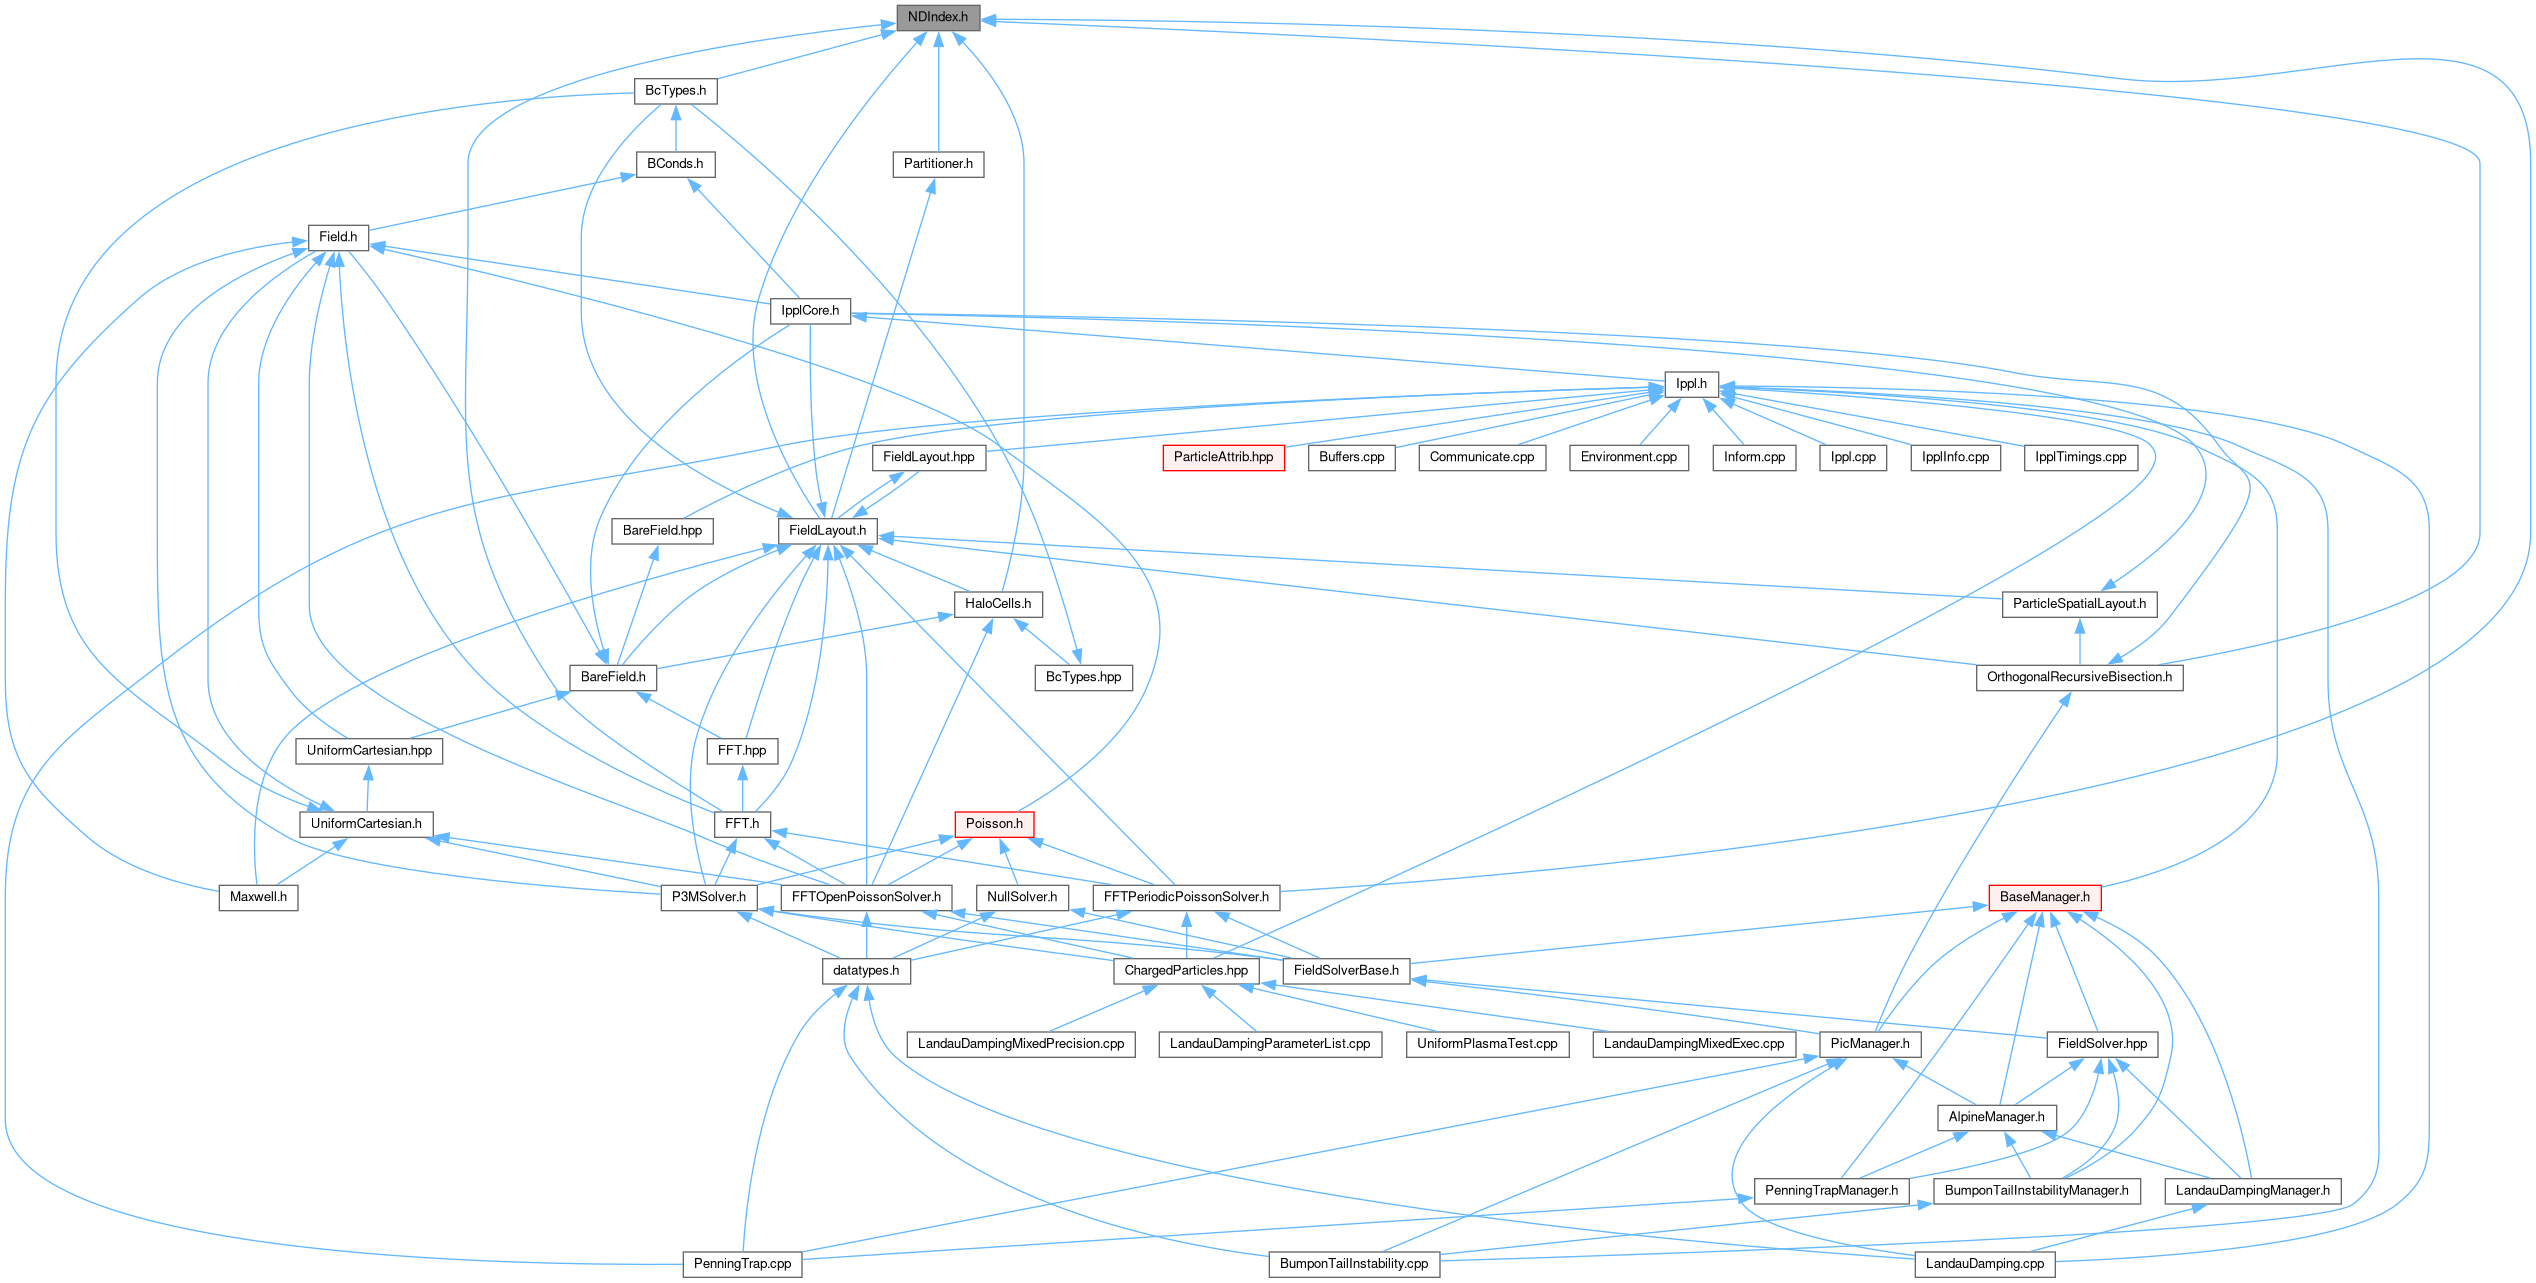 NDIndex.h
BcTypes.h
BConds.h
Partitioner.h
Field.h
IpplCore.h
Ippl.h
FieldLayout.hpp
ParticleAttrib.hpp
Buffers.cpp
Communicate.cpp
Environment.cpp
Inform.cpp
Ippl.cpp
IpplInfo.cpp
IpplTimings.cpp
BareField.hpp
FieldLayout.h
HaloCells.h
ParticleSpatialLayout.h
BareField.h
BcTypes.hpp
OrthogonalRecursiveBisection.h
UniformCartesian.hpp
FFT.hpp
UniformCartesian.h
FFT.h
Poisson.h
Maxwell.h
P3MSolver.h
FFTOpenPoissonSolver.h
NullSolver.h
FFTPeriodicPoissonSolver.h
BaseManager.h
datatypes.h
ChargedParticles.hpp
FieldSolverBase.h
LandauDampingMixedPrecision.cpp
LandauDampingParameterList.cpp
UniformPlasmaTest.cpp
LandauDampingMixedExec.cpp
PicManager.h
FieldSolver.hpp
AlpineManager.h
PenningTrapManager.h
BumponTailInstabilityManager.h
LandauDampingManager.h
PenningTrap.cpp
BumponTailInstability.cpp
LandauDamping.cpp